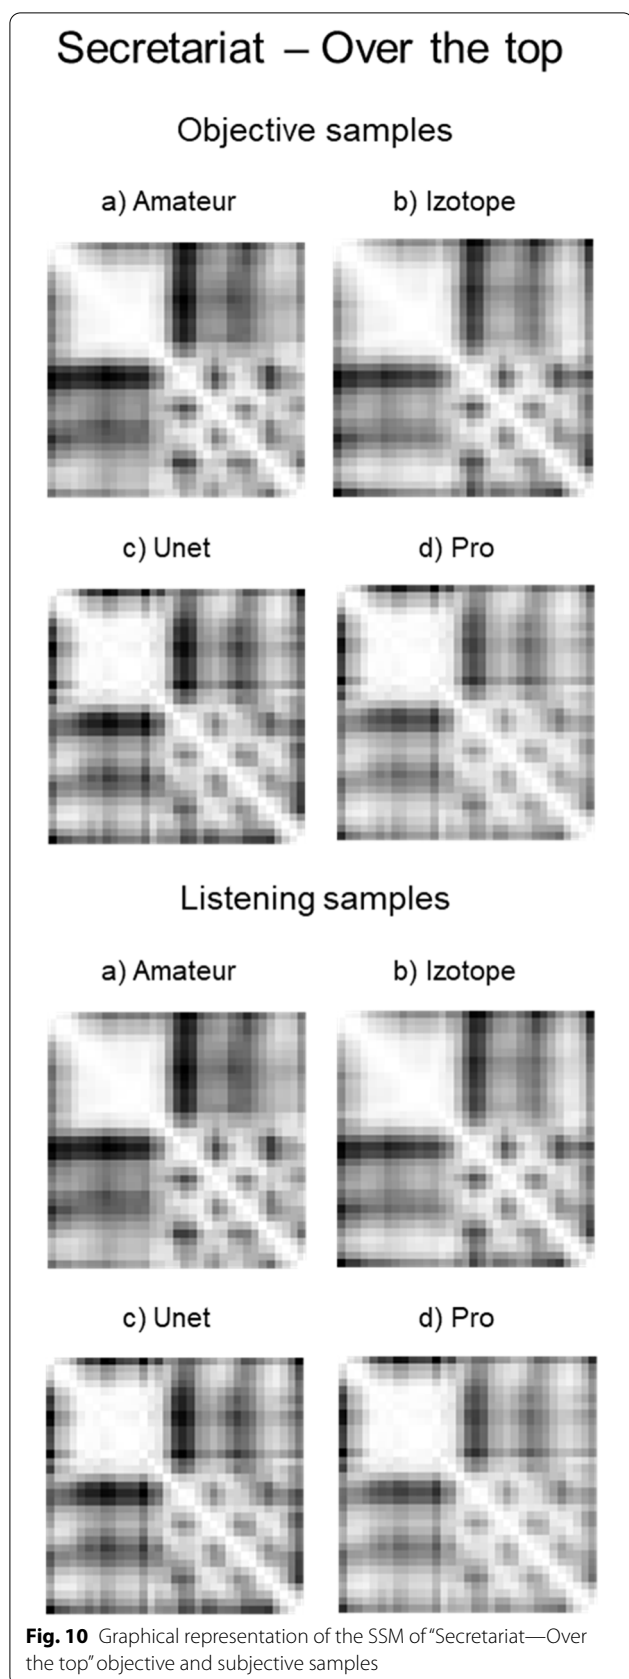 Secretariat – Over the top
Objective samples
a) Amateur
b) Izotope
c) Unet
d) Pro
Listening samples
a) Amateur
b) Izotope
c) Unet
d) Pro
Fig. 10 Graphical representation of the SSM of “Secretariat—Over
the top” objective and subjective samples